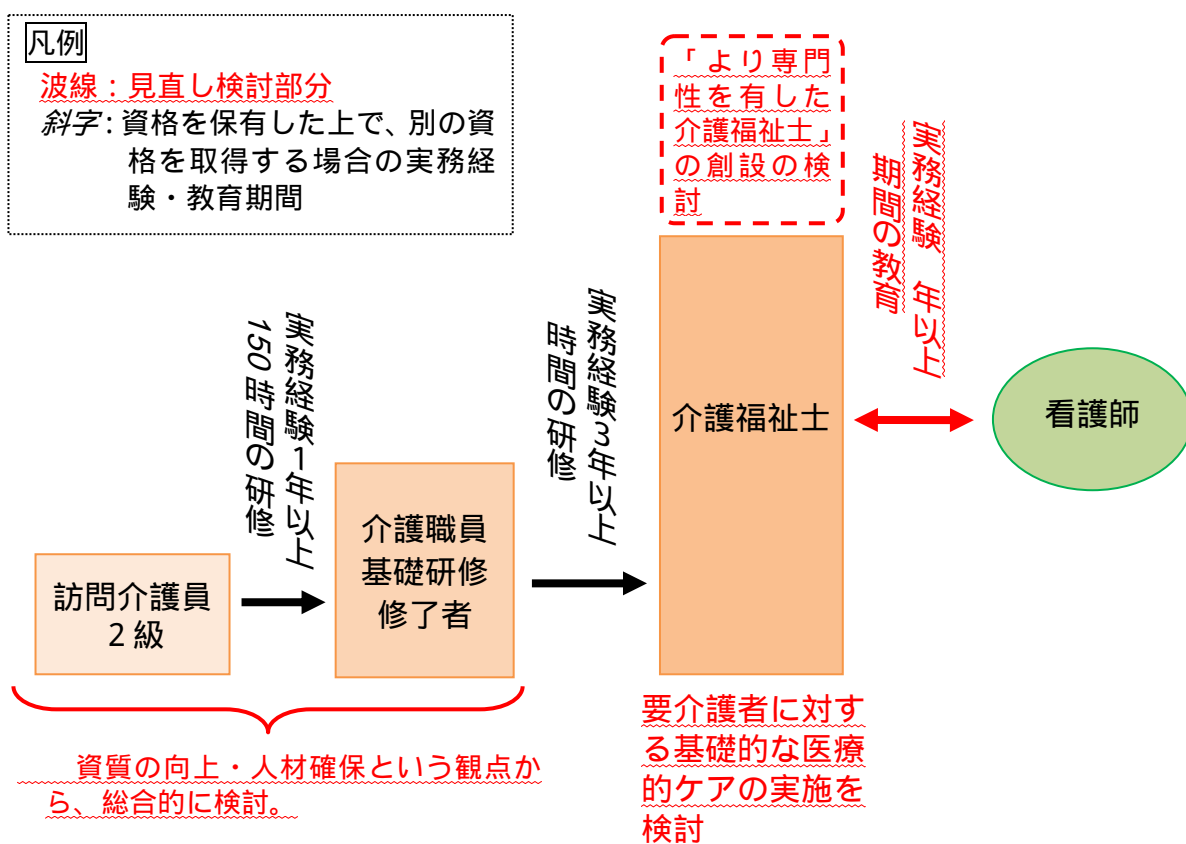 凡例
波線：見直し検討部分
斜字：資格を保有した上で、別の資
格を取得する場合の実務経
験・教育期間
「より専門
性を有した
介護福祉士」
の創設の検
討
実務経験　年以上
期間の教育
実務経験３年以上
時間の研修
実務経験１年以上
150時間の研修
介護福祉士
看護師
介護職員
基礎研修
修了者
訪問介護員
２級
資質の向上・人材確保という観点か
ら、総合的に検討。
要介護者に対す
る基礎的な医療
的ケアの実施を
検討